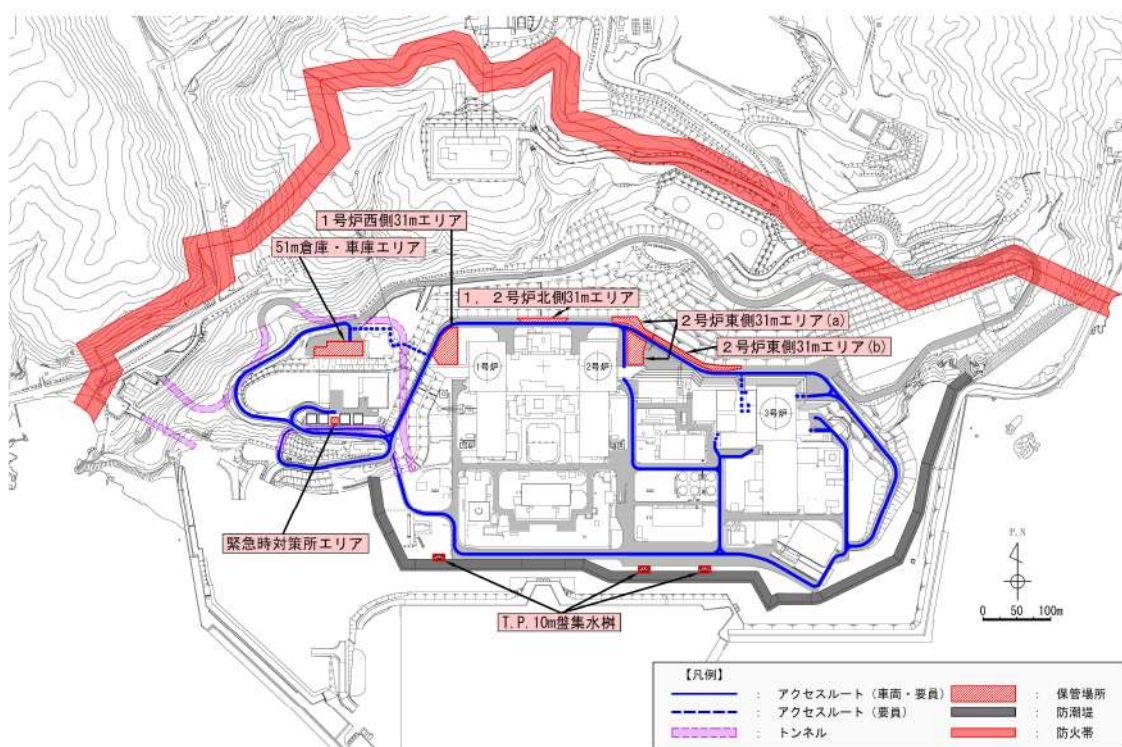 1号炉西側31mエリア
51m倉庫・車庫エリア
1,2号炉北側31mエリア
2号炉東側31mエリア(a)
2号炉東側31mエリア(b)
1号炉
2号炉
3号炉
緊急時対策所エリア
T.P.10m盤集水桝
P.N
0 50 100m
【凡例】
: アクセスルート(車両・要員)
: アクセスルート(要員)
: トンネル
: 保管場所
: 防潮堤
: 防火帯